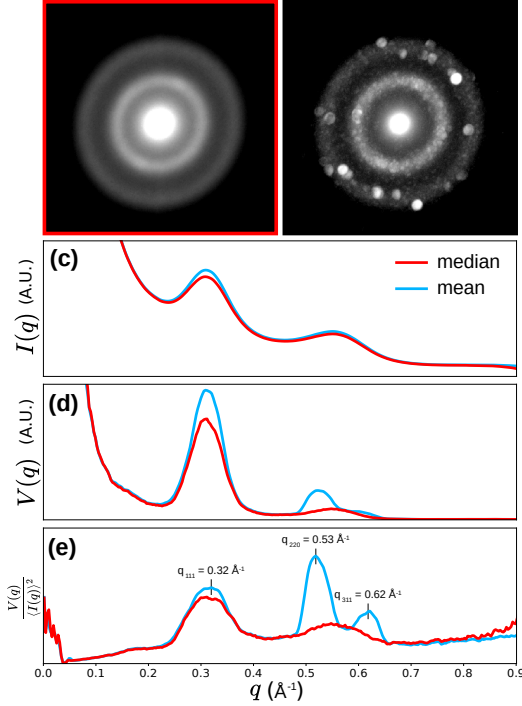 (c)
median
mean
I(q) (A.U.)
(d)
V(q) (A.U.)
(e)
q₂₂₀ = 0.53 Å⁻¹
q₁₁₁ = 0.32 Å⁻¹
q₃₁₁ = 0.62 Å⁻¹
V(q)
⟨I(q)⟩²
0.0 0.1 0.2 0.3 0.4 0.5 0.6 0.7 0.8 0.9
q (Å⁻¹)